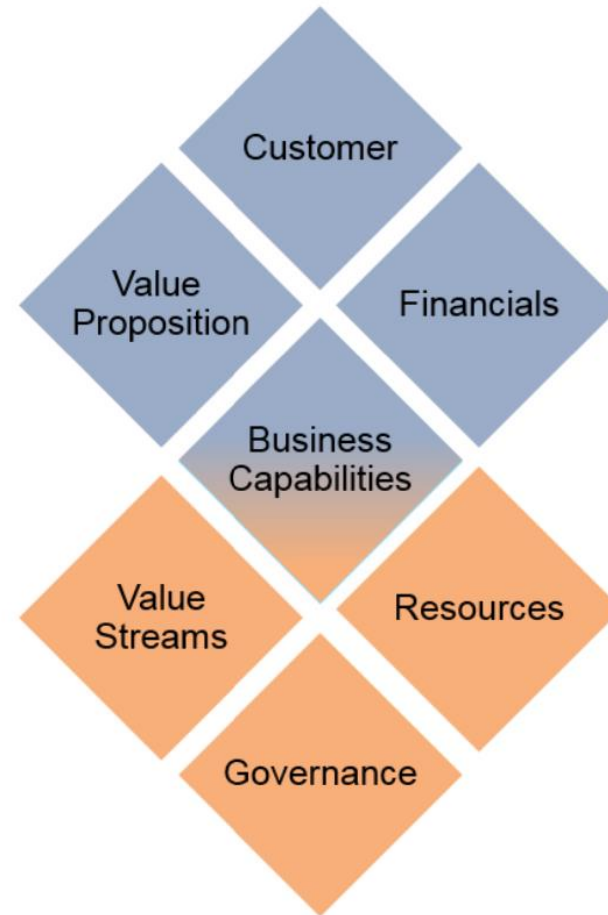 Customer
Value
Proposition
Financials
Business
Capabilities
Value
Streams
Resources
Governance